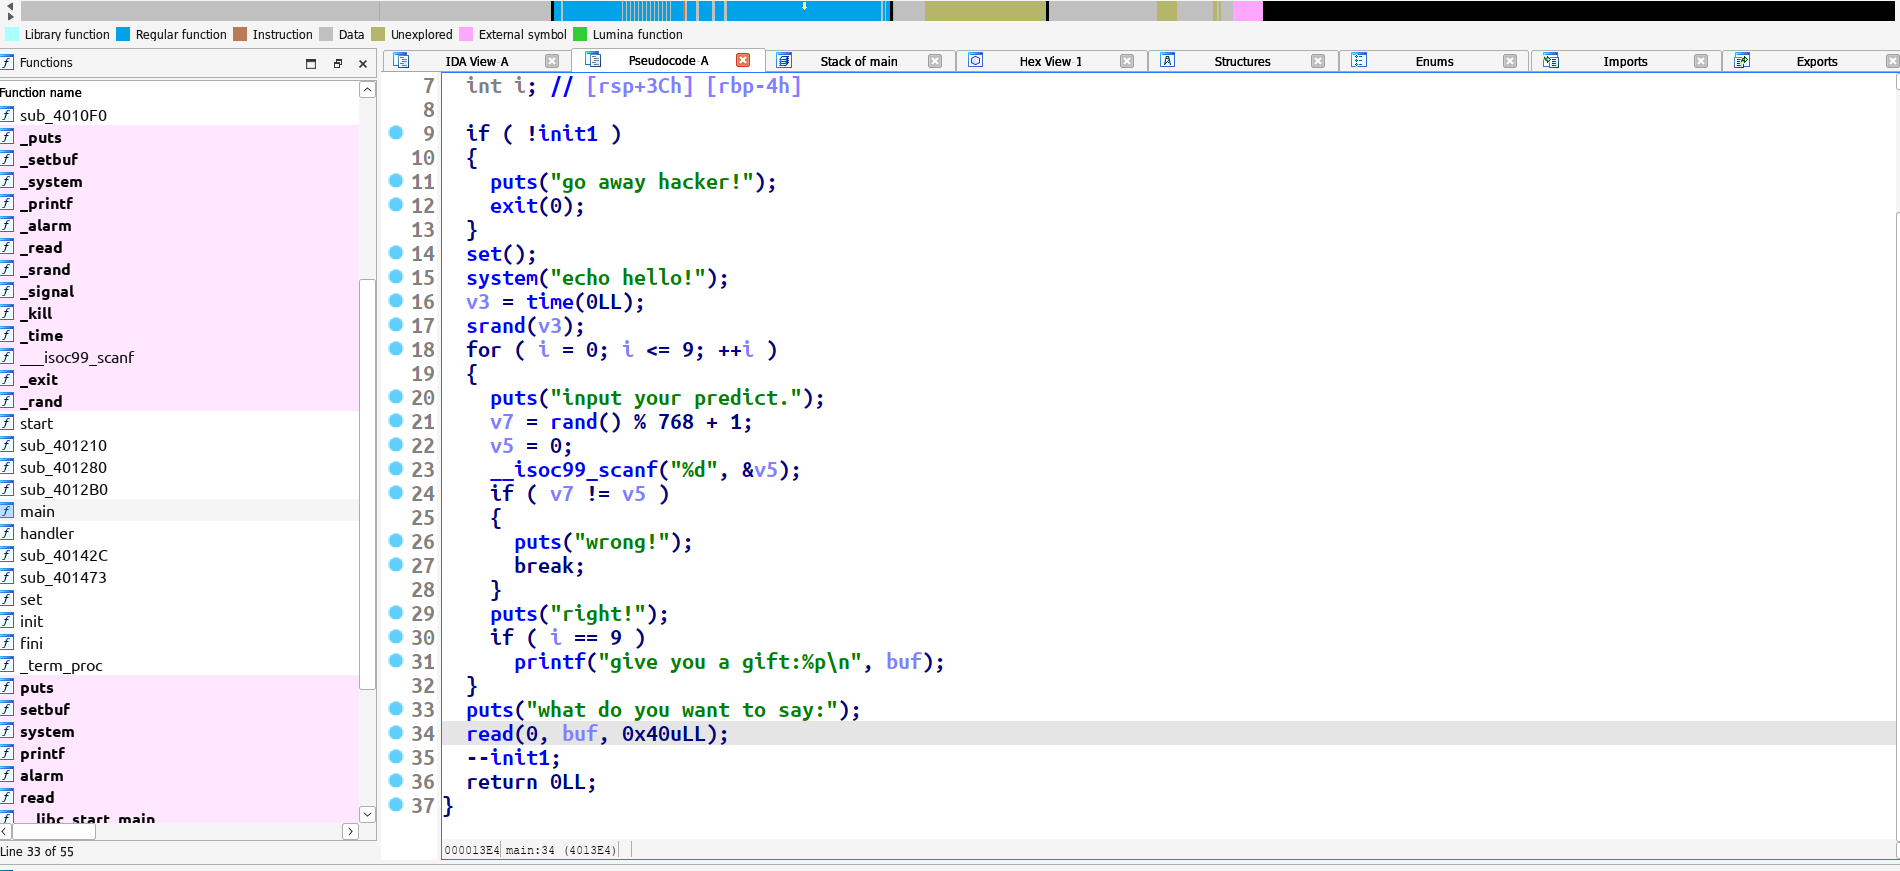 Library function Regular function Instruction Data Unexplored External symbol Lumina function
Functions
IDA View-A Pseudocode-A Stack of main Hex View-1 Structures Enums Imports Exports
Function name
sub_4010F0
_puts
_setbuf
_system
_printf
_alarm
_read
_srand
_signal
_kill
_time
___isoc99_scanf
_exit
_rand
start
sub_401210
sub_401280
sub_4012B0
main
handler
sub_40142C
sub_401473
set
init
fini
_term_proc
puts
setbuf
system
printf
alarm
read
__libc_start_main
Line 33 of 55
7 int i; // [rsp+3Ch] [rbp-4h]
8
9 if ( !init1 )
10 {
11 puts("go away hacker!");
12 exit(0);
13 }
14 set();
15 system("echo hello!");
16 v3 = time(0LL);
17 srand(v3);
18 for ( i = 0; i <= 9; ++i )
19 {
20 puts("input your predict.");
21 v7 = rand() % 768 + 1;
22 v5 = 0;
23 __isoc99_scanf("%d", &v5);
24 if ( v7 != v5 )
25 {
26 puts("wrong!");
27 break;
28 }
29 puts("right!");
30 if ( i == 9 )
31 printf("give you a gift:%p\n", buf);
32 }
33 puts("what do you want to say:");
34 read(0, buf, 0x40uLL);
35 --init1;
36 return 0LL;
37 }
000013E4 main:34 (4013E4)